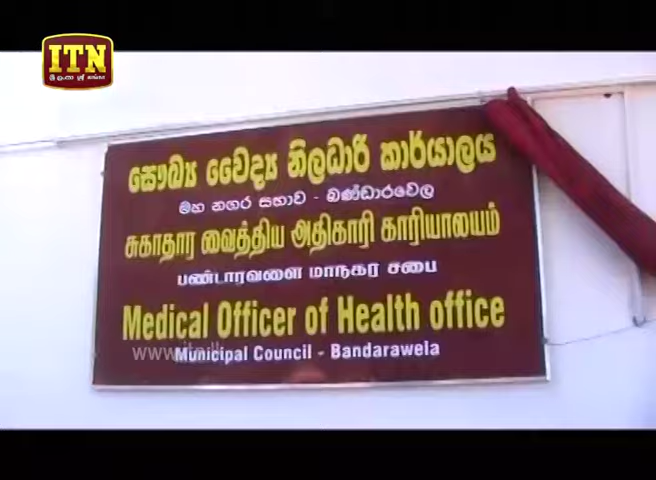 ITN
සෞඛ්‍ය වෛද්‍ය නිලධාරී කාර්යාලය
මහ නගර සභාව - බණ්ඩාරවෙල
சுகாதார வைத்திய அதிகாரி காரியாலயம்
பண்டாரவளை மாநகர சபை
Medical Officer of Health office
Municipal Council - Bandarawela